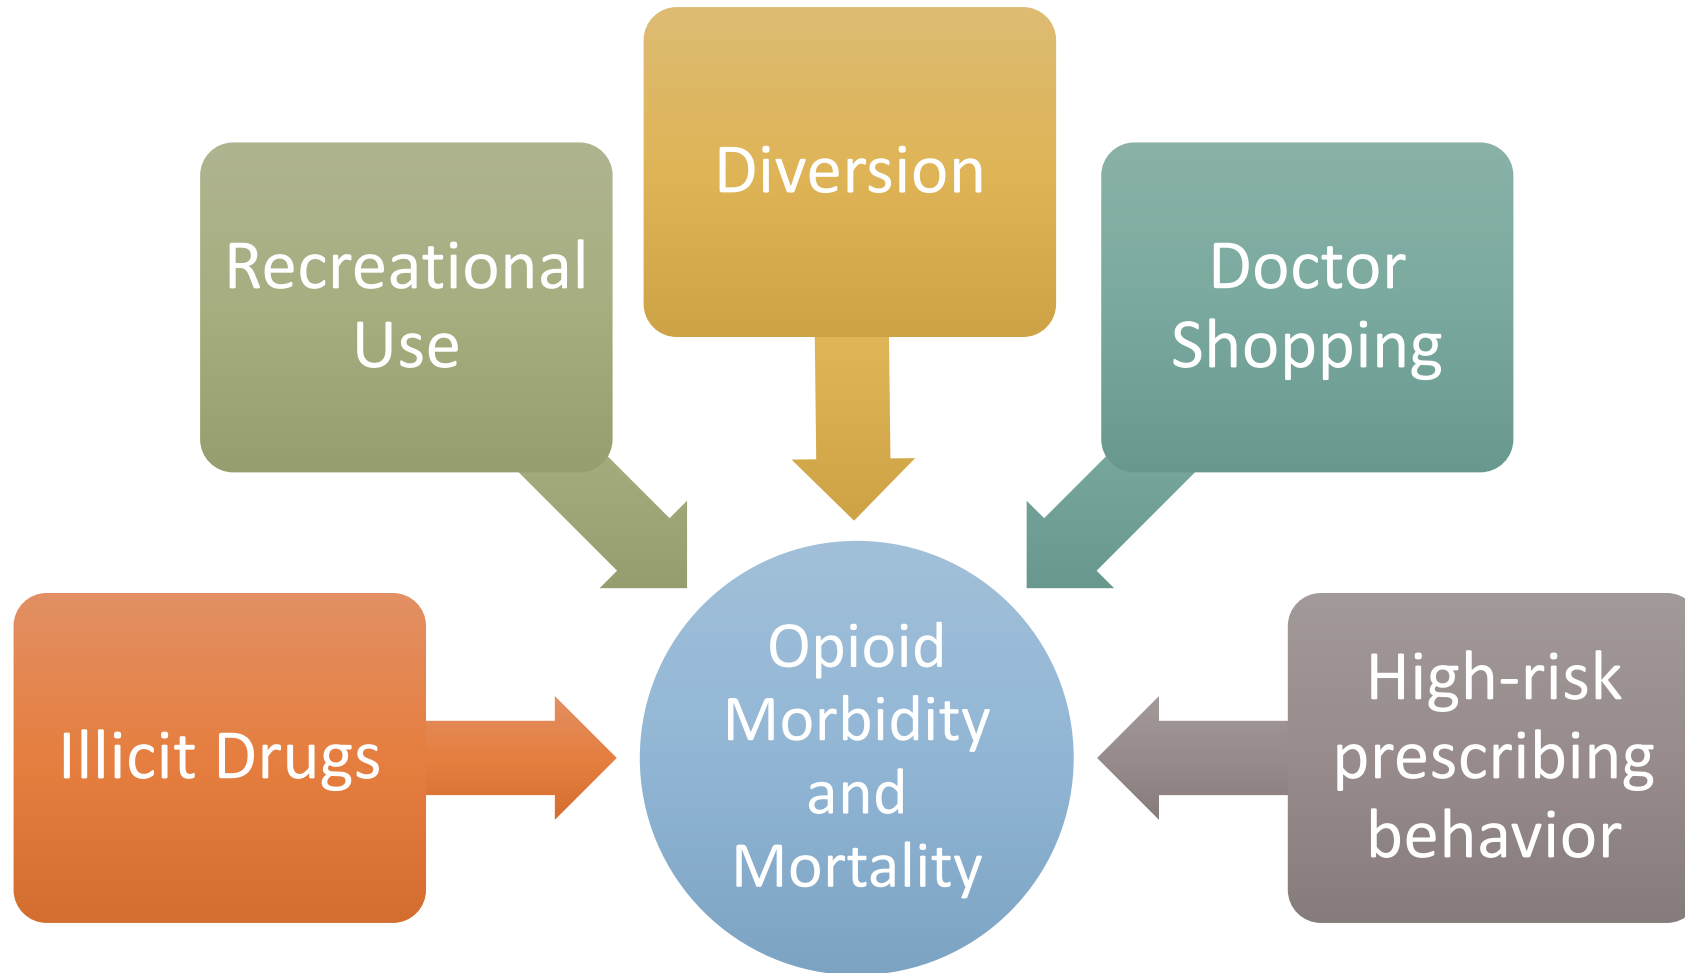 Diversion
Recreational
Use
Doctor
Shopping
Illicit Drugs
Opioid
Morbidity
and
Mortality
High-risk
prescribing
behavior